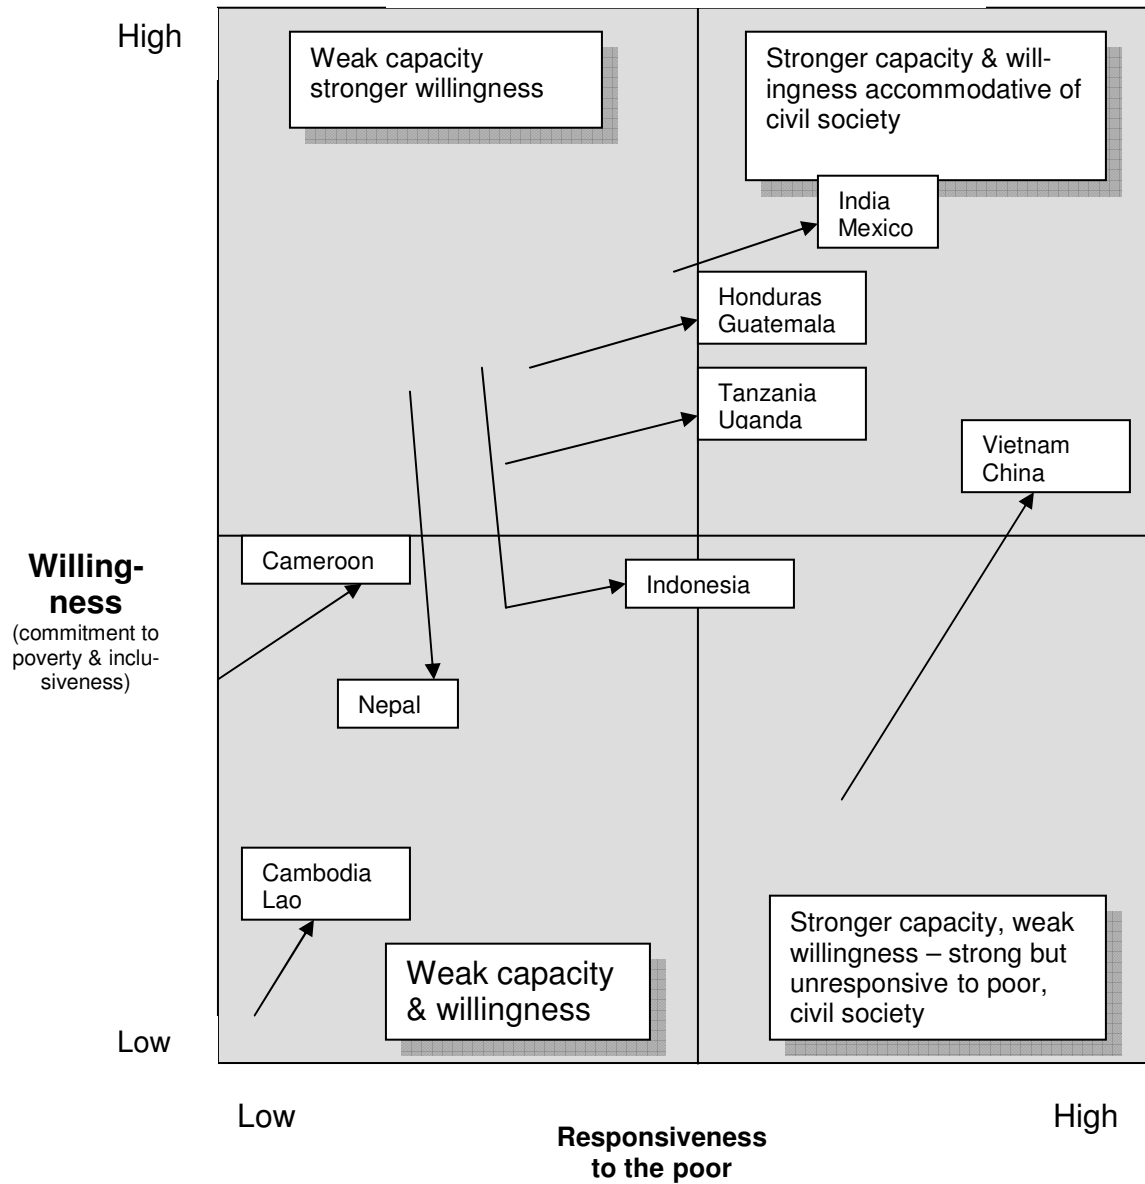 High
Weak capacity
stronger willingness
Stronger capacity & will-
ingness accommodative of
civil society
India
Mexico
Honduras
Guatemala
Tanzania
Uganda
Vietnam
China
Willing-
ness
(commitment to
poverty & inclu-
siveness)
Cameroon
Indonesia
Nepal
Cambodia
Lao
Weak capacity
& willingness
Stronger capacity, weak
willingness – strong but
unresponsive to poor,
civil society
Low
Low
High
Responsiveness
to the poor